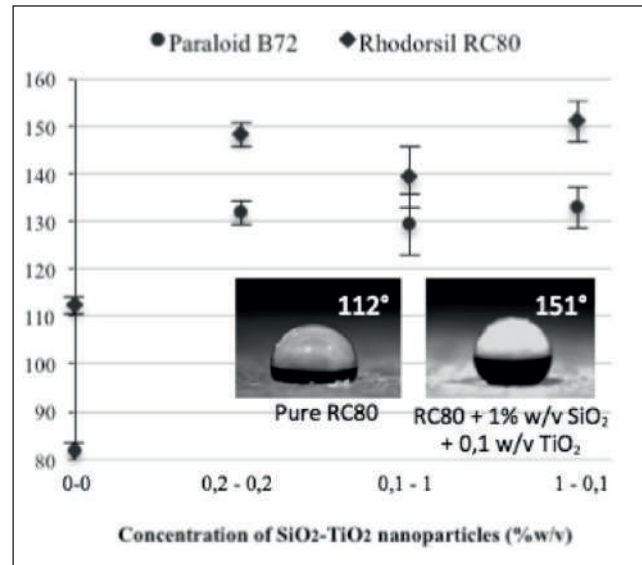 ● Paraloid B72 ◆ Rhodorsil RC80
160
150
140
130
120
110
100
90
80
112°
151°
Pure RC80
RC80 + 1% w/v SiO₂
+ 0,1 w/v TiO₂
0-0 0,2 - 0,2 0,1 - 1 1 - 0,1
Concentration of SiO₂-TiO₂ nanoparticles (%w/v)